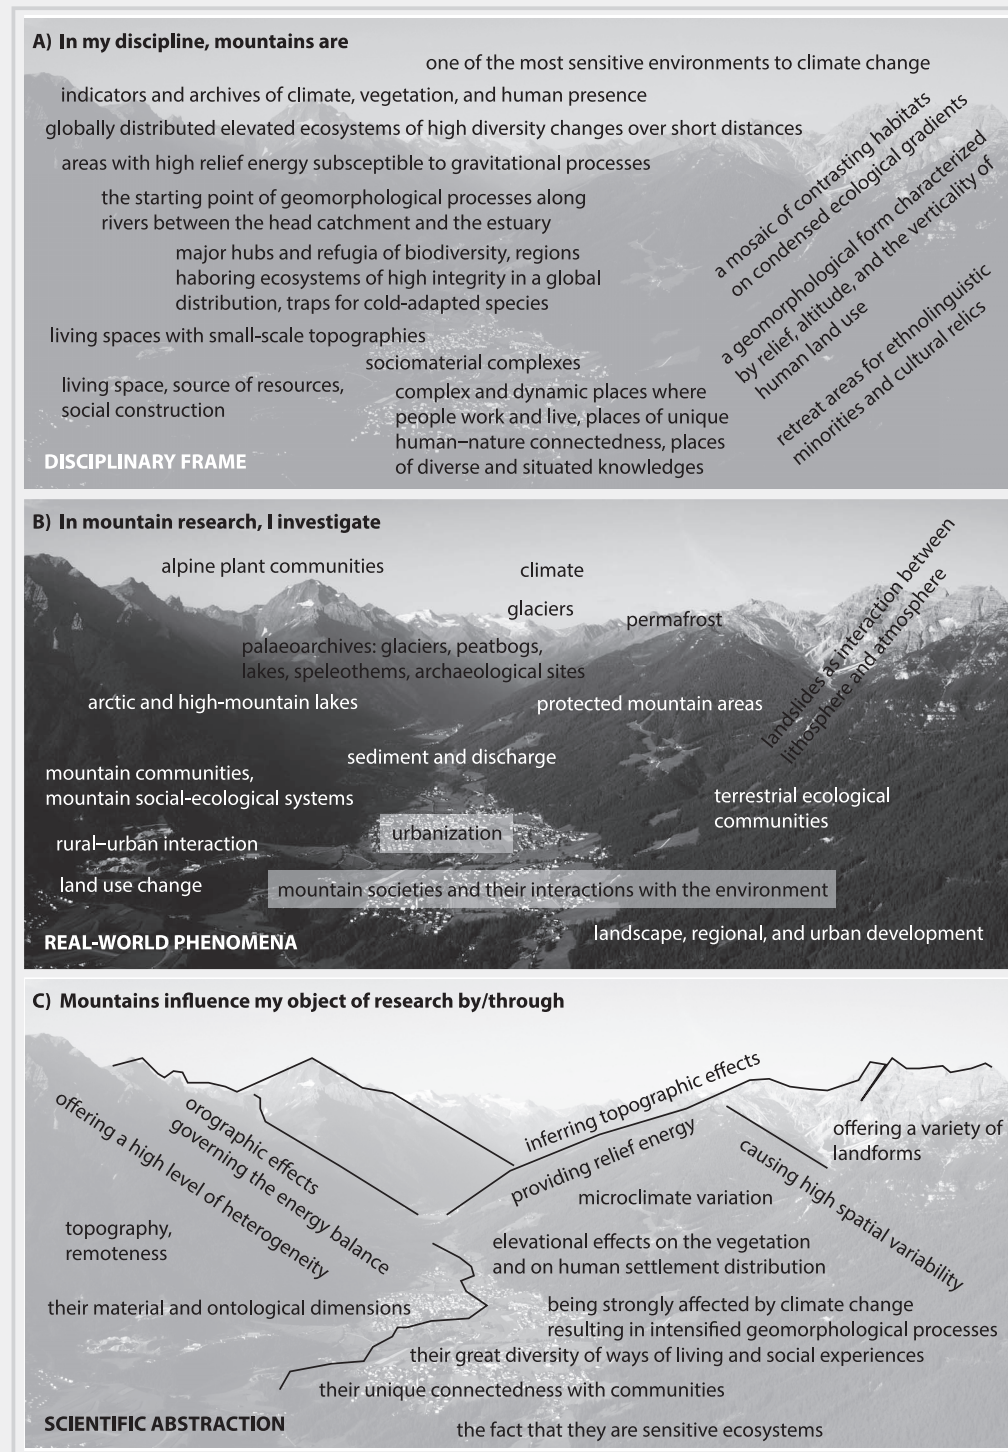 A) In my discipline, mountains are
one of the most sensitive environments to climate change
indicators and archives of climate, vegetation, and human presence
globally distributed elevated ecosystems of high diversity changes over short distances
areas with high relief energy subsceptible to gravitational processes
the starting point of geomorphological processes along
rivers between the head catchment and the estuary
major hubs and refugia of biodiversity, regions
haboring ecosystems of high integrity in a global
distribution, traps for cold-adapted species
a mosaic of contrasting habitats
on condensed ecological gradients
a geomorphological form characterized
by relief, altitude, and the verticality of
human land use
retreat areas for ethnolinguistic
minorities and cultural relics
living spaces with small-scale topographies
sociomaterial complexes
living space, source of resources,
social construction
complex and dynamic places where
people work and live, places of unique
human–nature connectedness, places
of diverse and situated knowledges
DISCIPLINARY FRAME
B) In mountain research, I investigate
alpine plant communities
climate
glaciers
permafrost
landslides as interaction between
lithosphere and atmosphere
palaeoarchives: glaciers, peatbogs,
lakes, speleothems, archaeological sites
arctic and high-mountain lakes
protected mountain areas
sediment and discharge
mountain communities,
mountain social-ecological systems
terrestrial ecological
communities
urbanization
rural–urban interaction
land use change
mountain societies and their interactions with the environment
landscape, regional, and urban development
REAL-WORLD PHENOMENA
C) Mountains influence my object of research by/through
offering a high level of heterogeneity
orographic effects
governing the energy balance
inferring topographic effects
providing relief energy
offering a variety of
landforms
causing high spatial variability
microclimate variation
topography,
remoteness
elevational effects on the vegetation
and on human settlement distribution
their material and ontological dimensions
being strongly affected by climate change
resulting in intensified geomorphological processes
their great diversity of ways of living and social experiences
their unique connectedness with communities
SCIENTIFIC ABSTRACTION
the fact that they are sensitive ecosystems